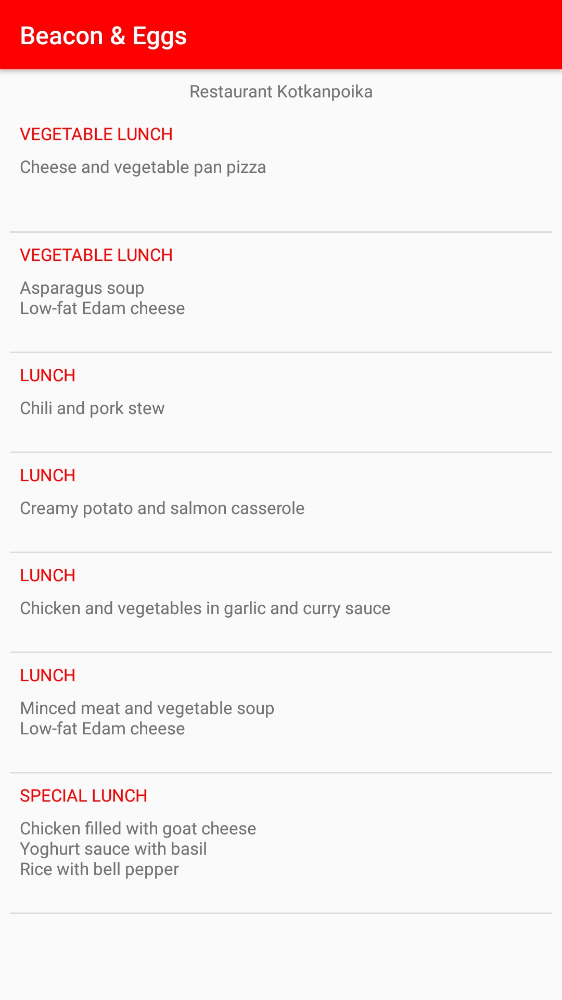 Beacon & Eggs
Restaurant Kotkanpoika
VEGETABLE LUNCH
Cheese and vegetable pan pizza
VEGETABLE LUNCH
Asparagus soup
Low-fat Edam cheese
LUNCH
Chili and pork stew
LUNCH
Creamy potato and salmon casserole
LUNCH
Chicken and vegetables in garlic and curry sauce
LUNCH
Minced meat and vegetable soup
Low-fat Edam cheese
SPECIAL LUNCH
Chicken filled with goat cheese
Yoghurt sauce with basil
Rice with bell pepper